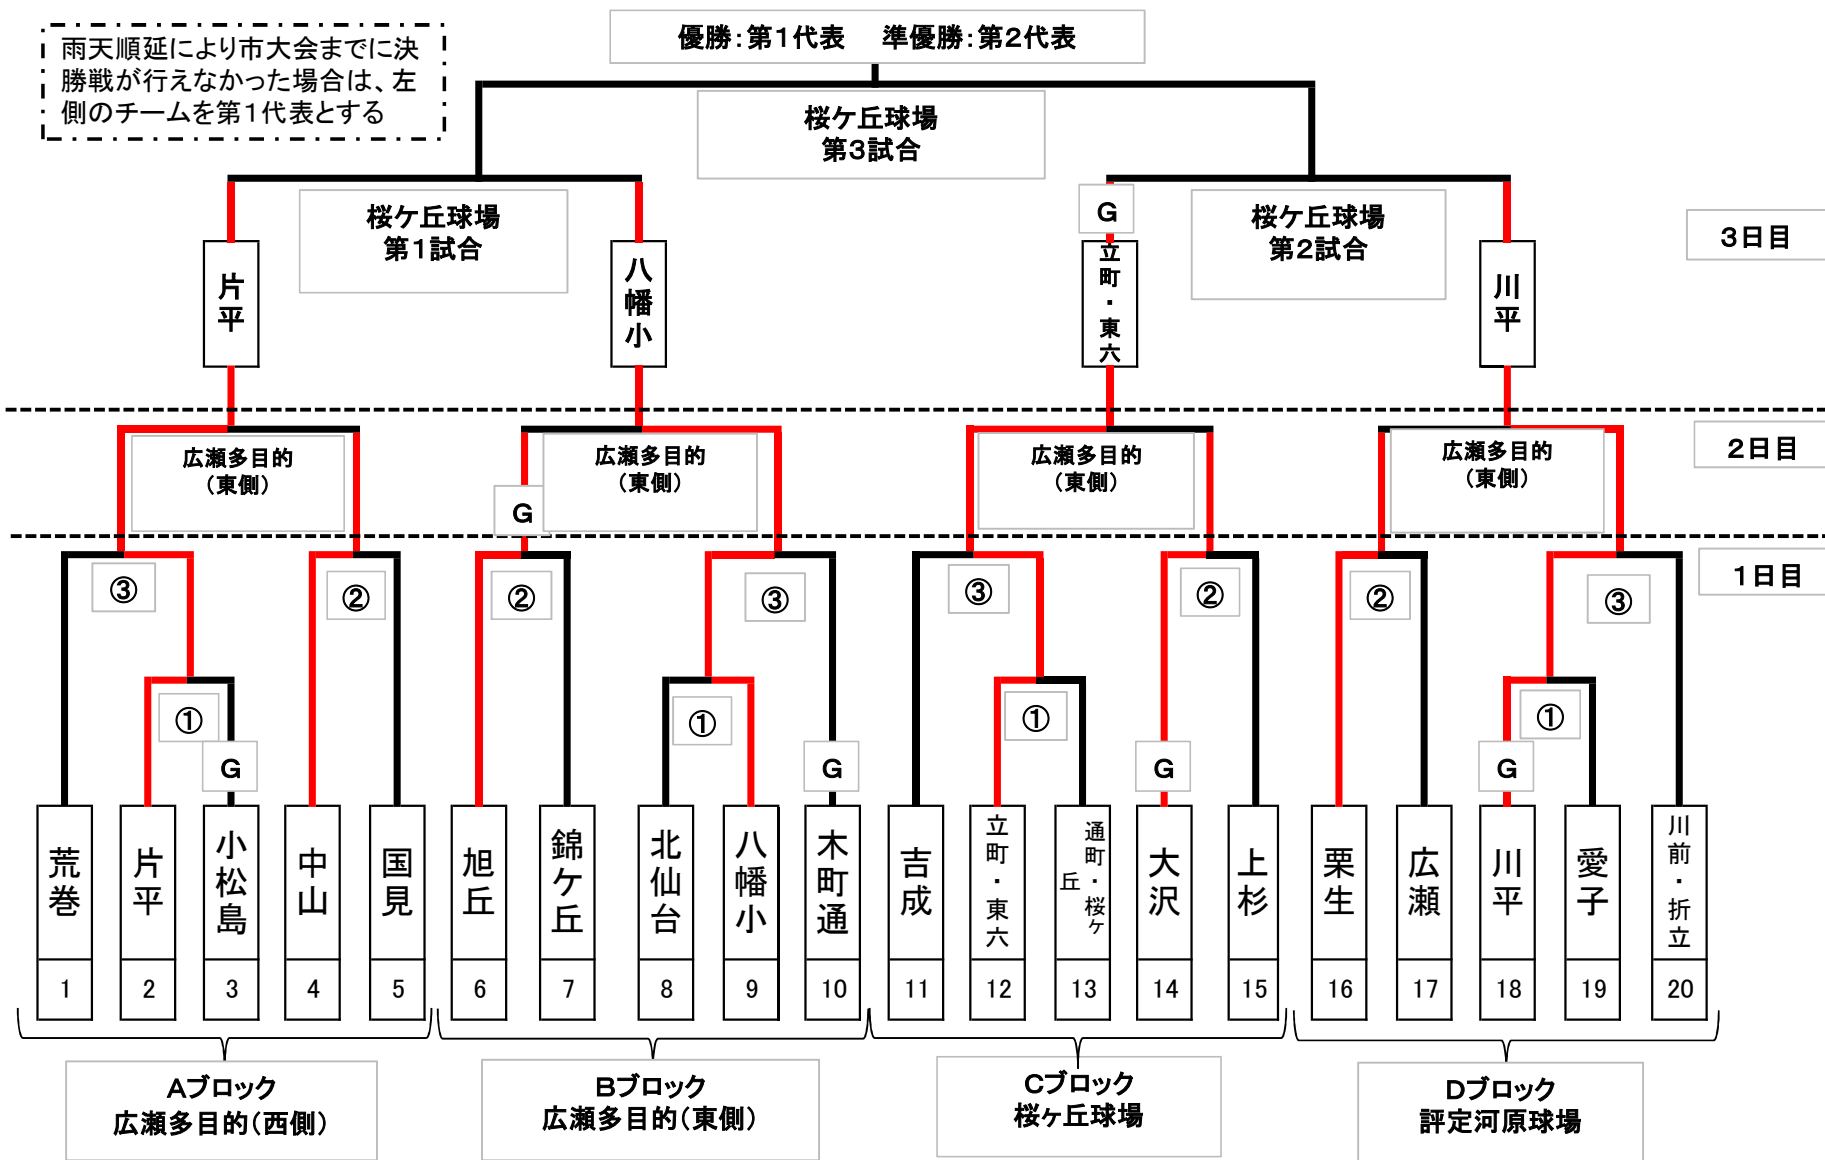 優勝：第１代表　準優勝：第２代表
雨天順延により市大会までに決
勝戦が行えなかった場合は、左
側のチームを第１代表とする
桜ケ丘球場
第３試合
桜ケ丘球場
第１試合
G
桜ケ丘球場
第２試合
３日目
片平
八幡小
立町・東六
川平
広瀬多目的
（東側）
広瀬多目的
（東側）
広瀬多目的
（東側）
広瀬多目的
（東側）
２日目
G
１日目
③
②
②
③
③
②
②
③
①
①
①
①
G
G
G
G
荒巻
片平
小松島
中山
国見
旭丘
錦ケ丘
北仙台
八幡小
木町通
吉成
立町・東六
通町・桜ケ丘
大沢
上杉
栗生
広瀬
川平
愛子
川前・折立
1
2
3
4
5
6
7
8
9
10
11
12
13
14
15
16
17
18
19
20
Aブロック
広瀬多目的（西側）
Bブロック
広瀬多目的（東側）
Cブロック
桜ヶ丘球場
Dブロック
評定河原球場